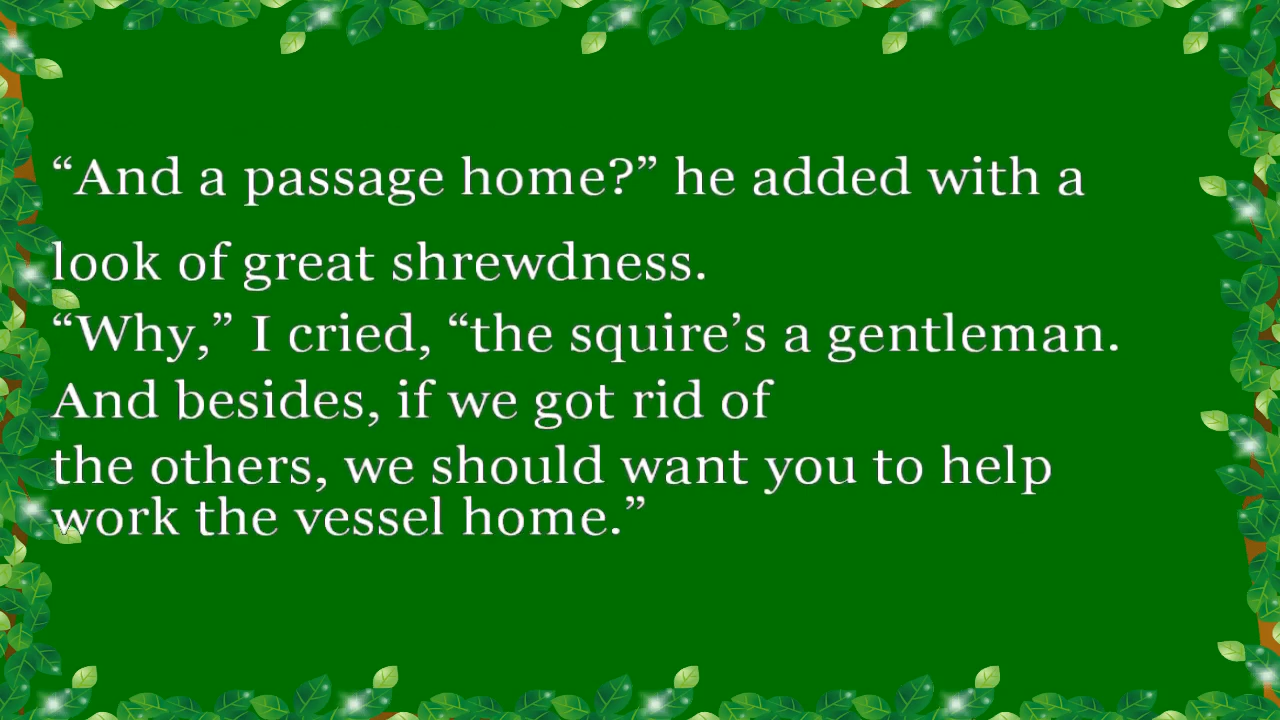 “And a passage home?” he added with a
look of great shrewdness.
“Why,” I cried, “the squire’s a gentleman.
And besides, if we got rid of
the others, we should want you to help
work the vessel home.”